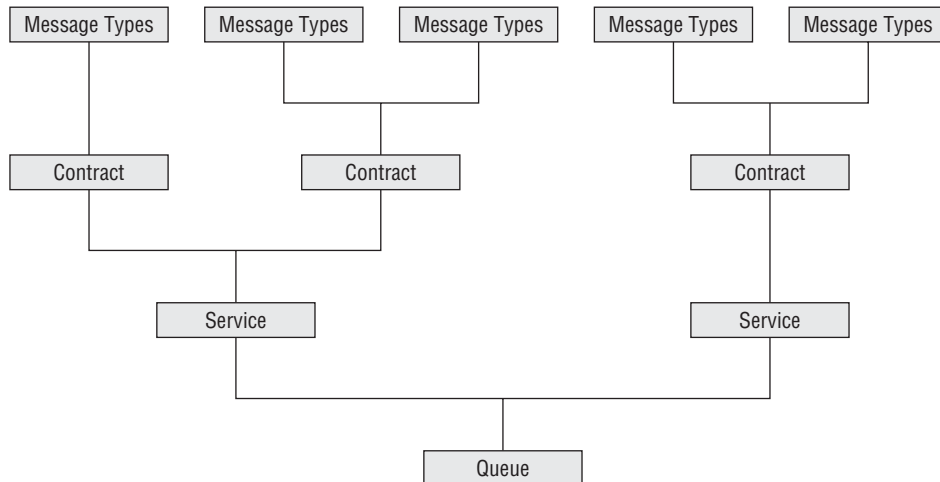 Message Types
Message Types
Message Types
Message Types
Message Types
Contract
Contract
Contract
Service
Service
Queue